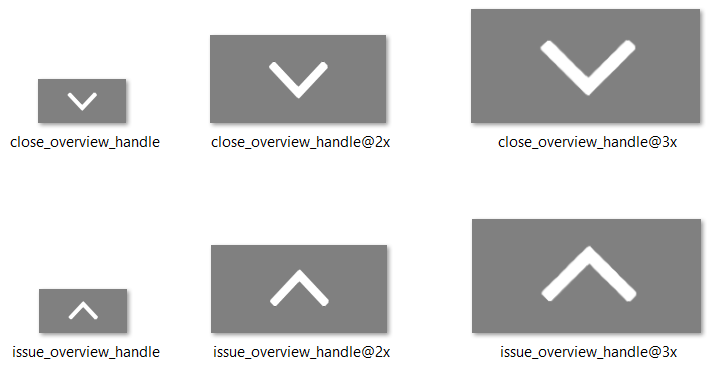 close_overview_handle
close_overview_handle@2x
close_overview_handle@3x
issue_overview_handle
issue_overview_handle@2x
issue_overview_handle@3x